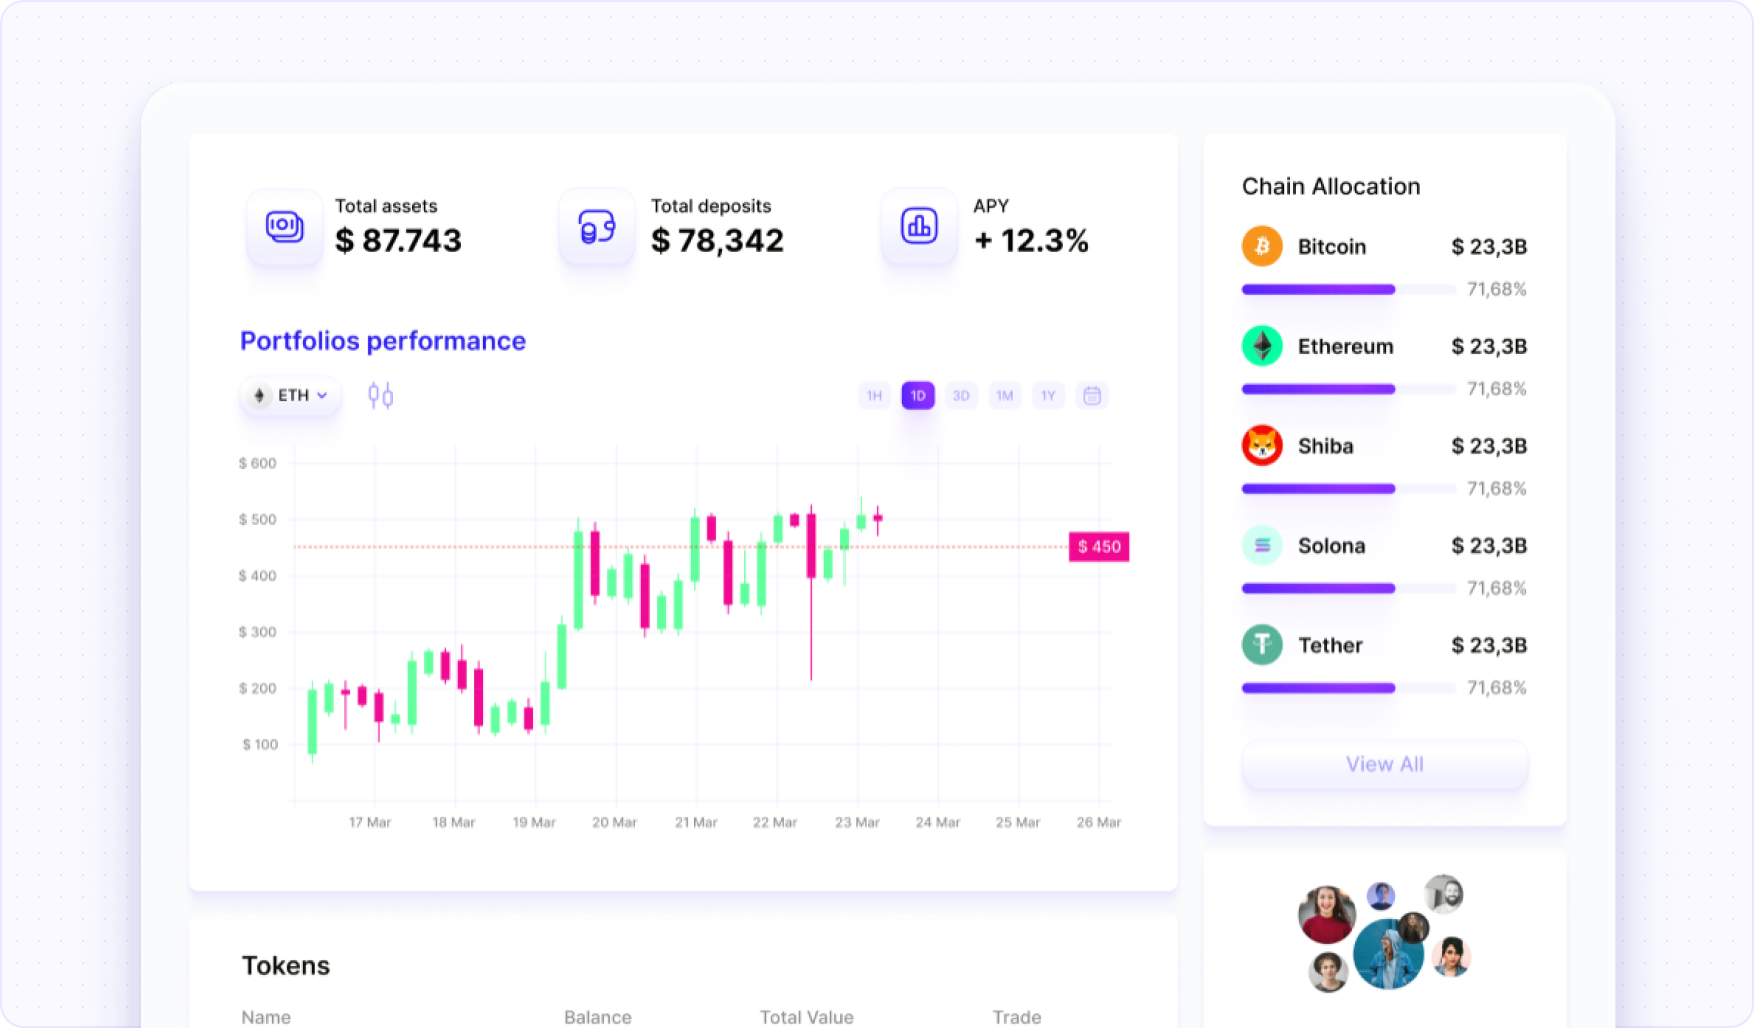 Total assets
$ 87.743
Total deposits
$ 78,342
APY
+ 12.3%
Portfolios performance
ETH
1H 1D 3D 1M 1Y
$ 600
$ 500
$ 450
$ 400
$ 300
$ 200
$ 100
17 Mar 18 Mar 19 Mar 20 Mar 21 Mar 22 Mar 23 Mar 24 Mar 25 Mar 26 Mar
Chain Allocation
Bitcoin $ 23,3B
71,68%
Ethereum $ 23,3B
71,68%
Shiba $ 23,3B
71,68%
Solona $ 23,3B
71,68%
Tether $ 23,3B
71,68%
View All
Tokens
Name Balance Total Value Trade